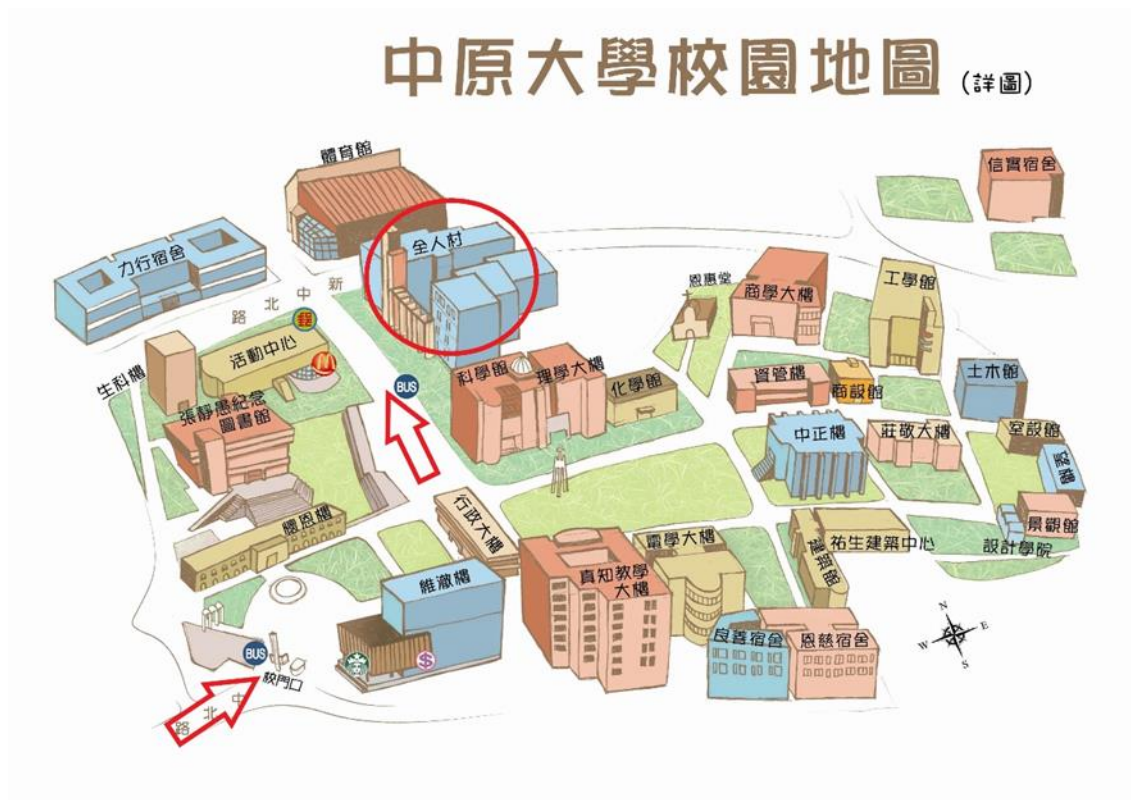 中原大學校園地圖(詳圖)
體育館
信實宿舍
全人村
力行宿舍
新中北路
恩惠堂
商學大樓
工學館
郵
活動中心
生科樓
BUS
科學館
理學大樓
化學館
資管樓
商設館
土木館
張靜愚紀念
圖書館
中正樓
莊敬大樓
室設館
望樓
景觀館
設計學院
行政大樓
懷恩樓
電學大樓
祐生建築中心
建築館
維澈樓
真知教學
大樓
N
W
E
S
良善宿舍
恩慈宿舍
BUS
$
校門口
中北路